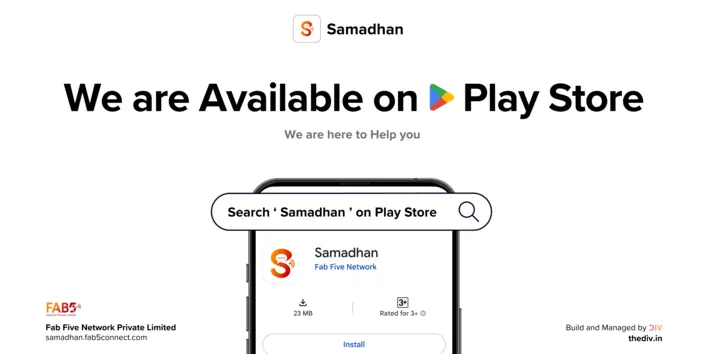 Samadhan
We are Available on Play Store
We are here to Help you
Search ‘ Samadhan ’ on Play Store
Samadhan
Fab Five Network
23 MB
3+
Rated for 3+
Install
FAB5
Fab Five Network Private Limited
samadhan.fab5connect.com
Build and Managed by DIV
thediv.in